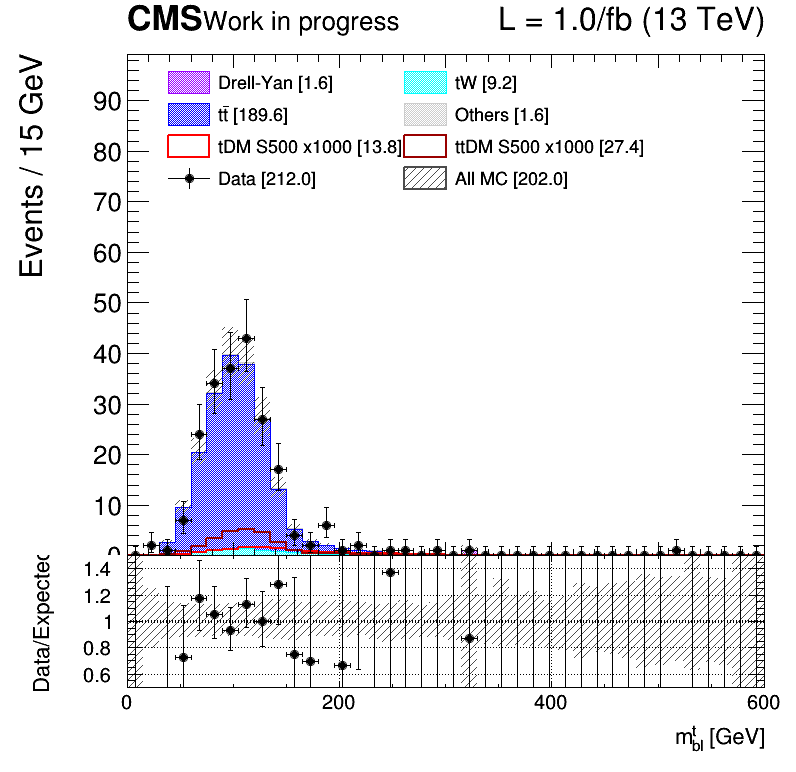 CMS Work in progress L = 1.0/fb (13 TeV)
Events / 15 GeV
Drell-Yan [1.6] tW [9.2]
tt̄ [189.6] Others [1.6]
tDM S500 x1000 [13.8] ttDM S500 x1000 [27.4]
Data [212.0] All MC [202.0]
90
80
70
60
50
40
30
20
10
0
Data/Expected
1.4
1.2
1
0.8
0.6
0 200 400 600
m^t_bl [GeV]